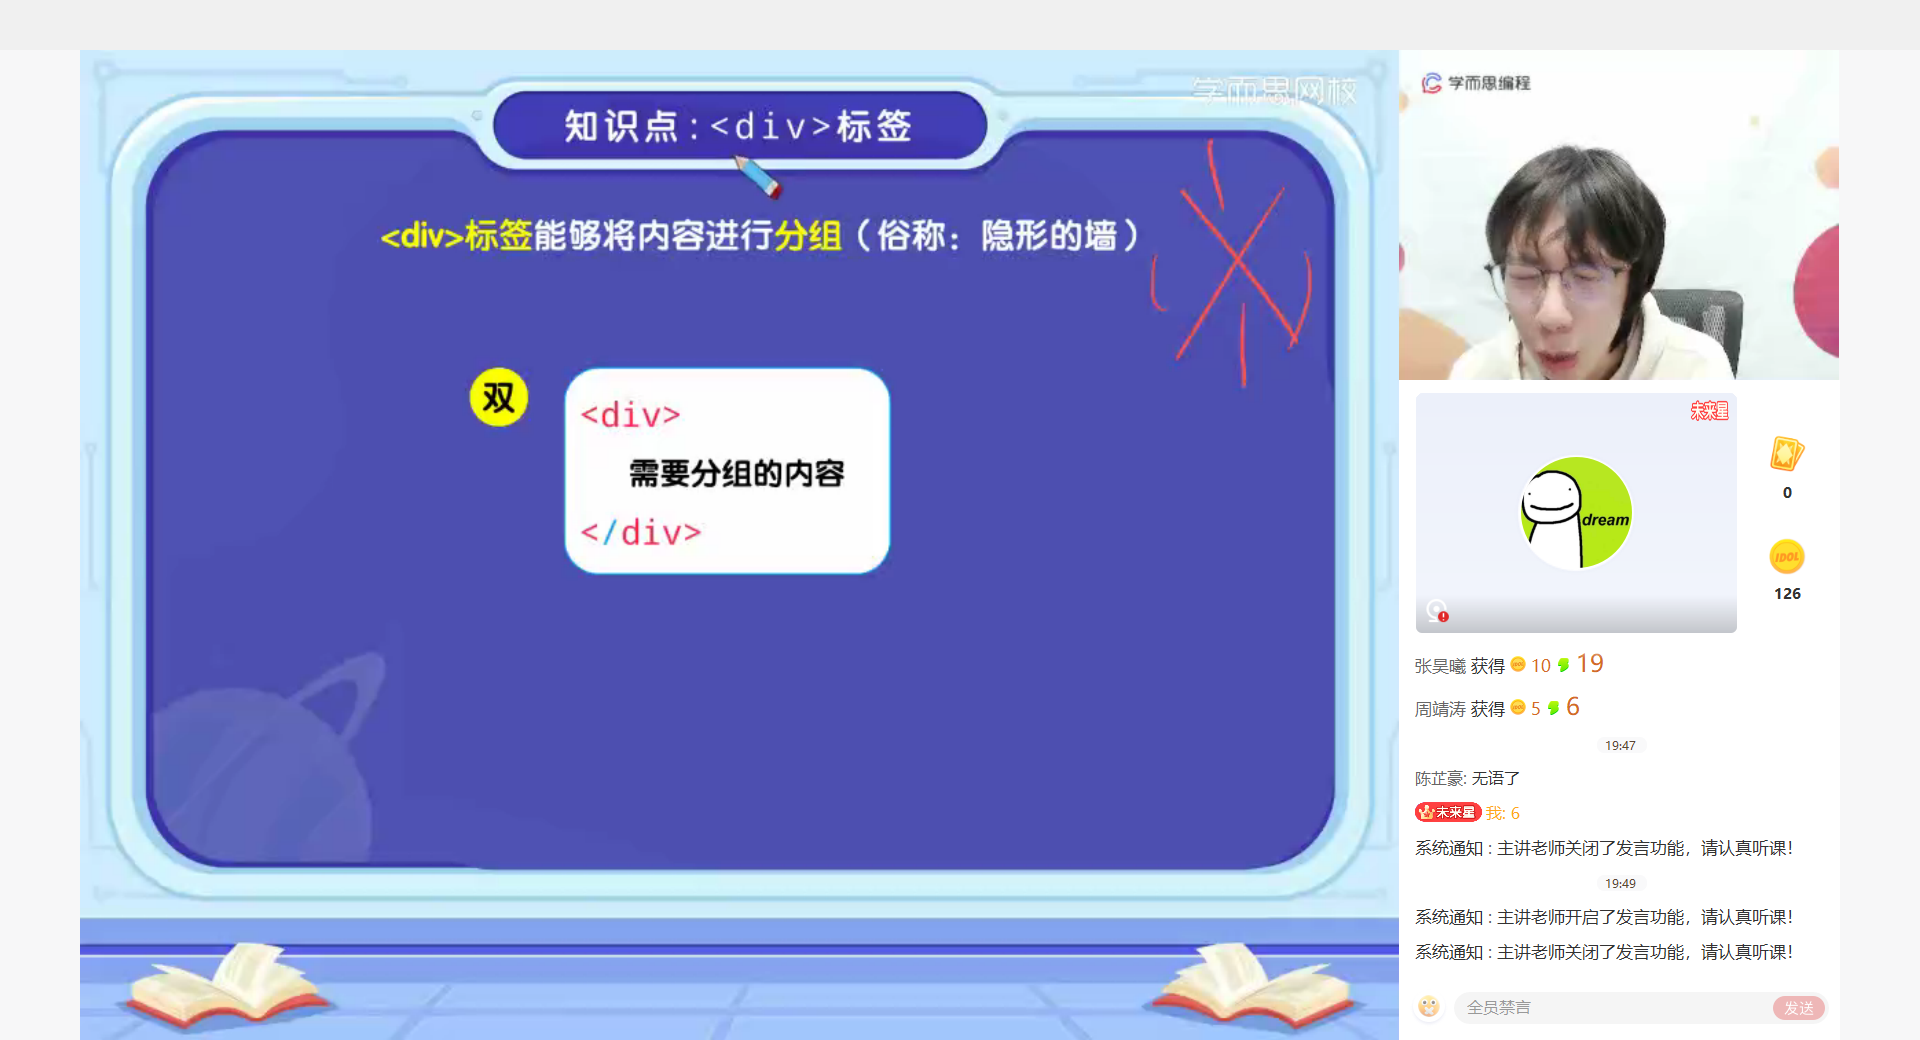 学而思网校
知识点:<div>标签
<div>标签能够将内容进行分组（俗称：隐形的墙）
双
<div>
需要分组的内容
</div>
学而思编程
未来星
dream
0
IDOL
126
张昊曦 获得 10 19
周靖涛 获得 5 6
19:47
陈芷豪: 无语了
未来星 我: 6
系统通知 : 主讲老师关闭了发言功能，请认真听课！
19:49
系统通知 : 主讲老师开启了发言功能，请认真听课！
系统通知 : 主讲老师关闭了发言功能，请认真听课！
全员禁言
发送